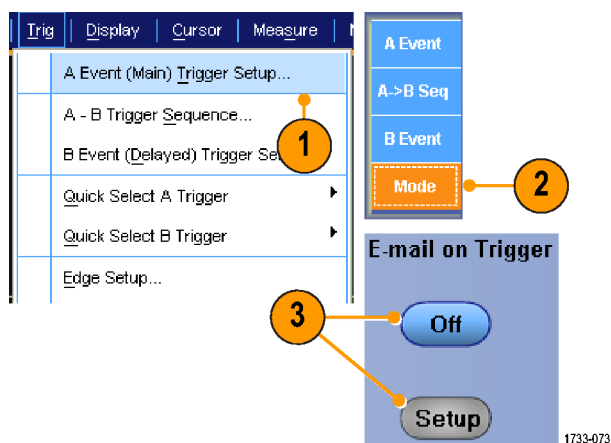 Trig Display Cursor Measure
A Event (Main) Trigger Setup...
A - B Trigger Sequence...
B Event (Delayed) Trigger
1
Quick Select A Trigger
Quick Select B Trigger
Edge Setup...
A Event
A->B Seq
B Event
Mode
2
E-mail on Trigger
3
Off
Setup
1733-073